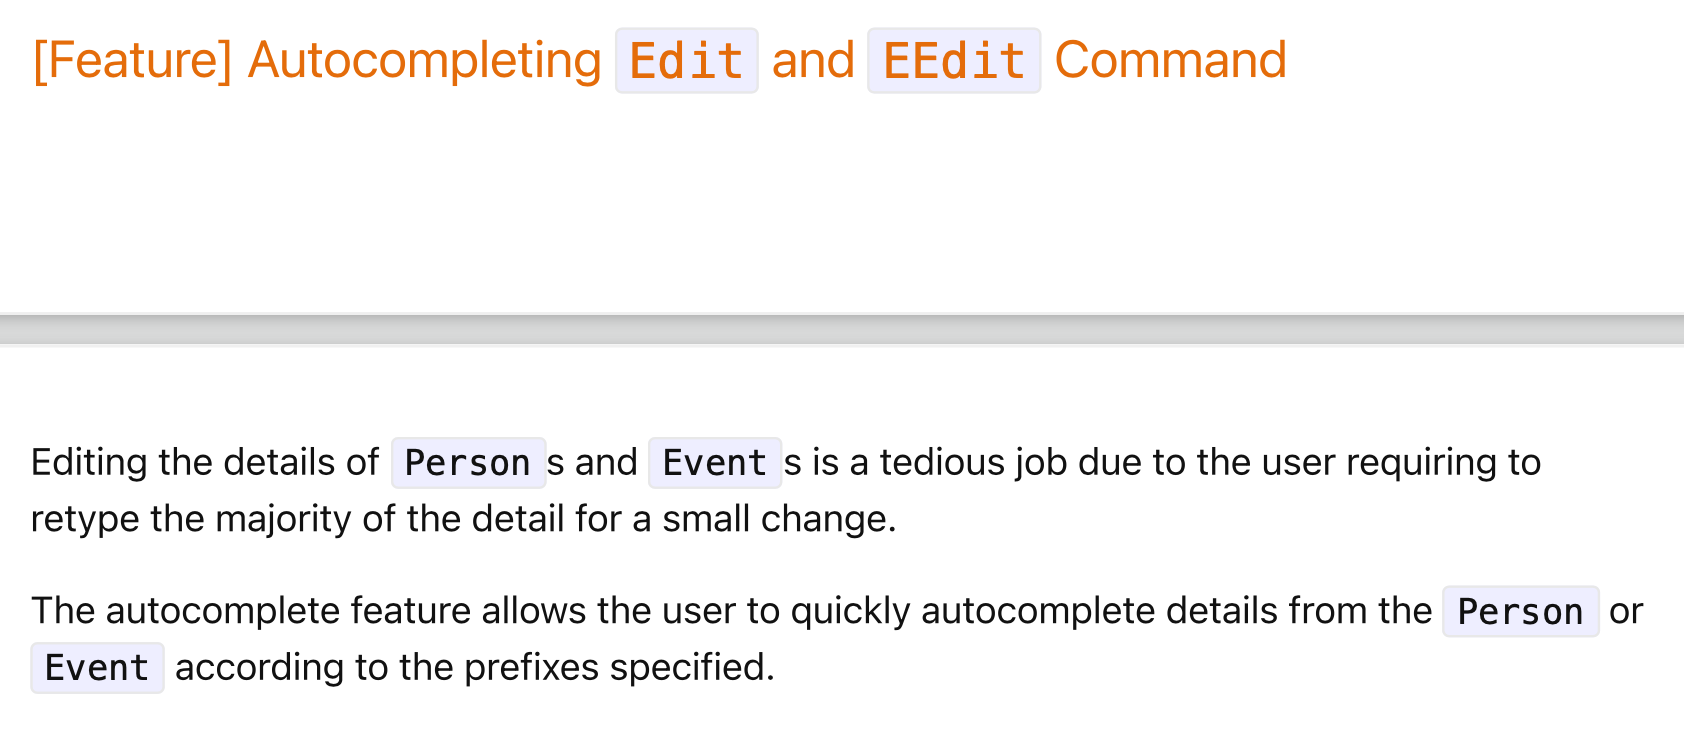 [Feature] Autocompleting Edit and EEdit Command
Editing the details of Person s and Event s is a tedious job due to the user requiring to
retype the majority of the detail for a small change.
The autocomplete feature allows the user to quickly autocomplete details from the Person or
Event according to the prefixes specified.